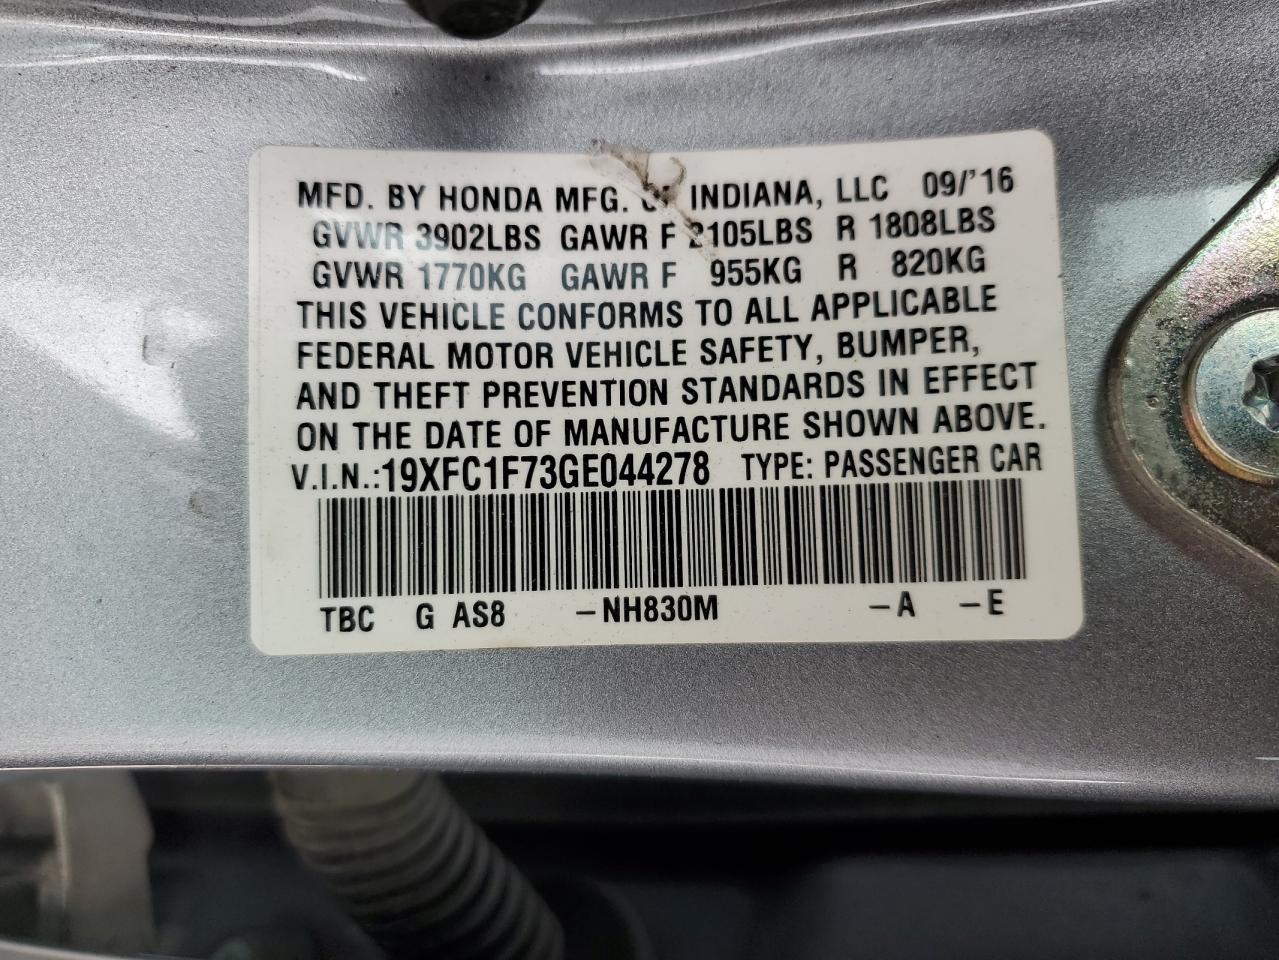 MFD. BY HONDA MFG. OF INDIANA, LLC 09/'16
GVWR 3902LBS GAWR F 2105LBS R 1808LBS
GVWR 1770KG GAWR F 955KG R 820KG
THIS VEHICLE CONFORMS TO ALL APPLICABLE
FEDERAL MOTOR VEHICLE SAFETY, BUMPER,
AND THEFT PREVENTION STANDARDS IN EFFECT
ON THE DATE OF MANUFACTURE SHOWN ABOVE.
V.I.N.:19XFC1F73GE044278 TYPE: PASSENGER CAR
TBC G AS8 -NH830M -A -E